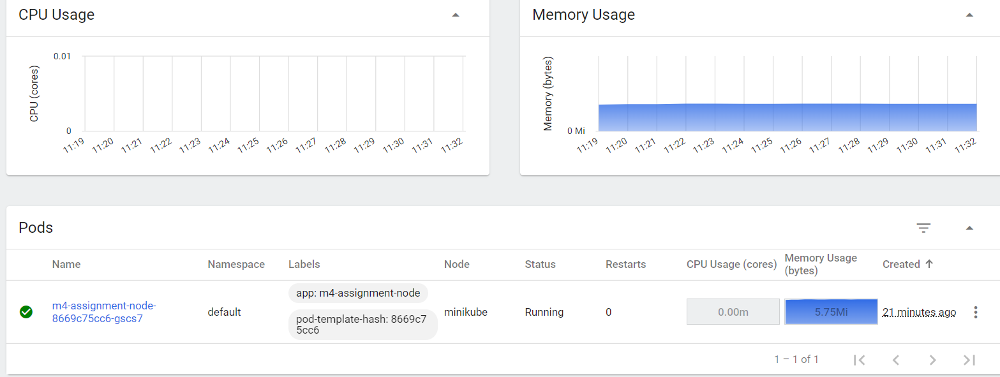 CPU Usage
Memory Usage
CPU (cores)
0.01
0
11:19 11:20 11:21 11:22 11:23 11:24 11:25 11:26 11:27 11:28 11:29 11:30 11:31 11:32
Memory (bytes)
0 Mi
11:19 11:20 11:21 11:22 11:23 11:24 11:25 11:26 11:27 11:28 11:29 11:30 11:31 11:32
Pods
Name Namespace Labels Node Status Restarts CPU Usage (cores) Memory Usage (bytes) Created
m4-assignment-node-
8669c75cc6-gscs7
default
app: m4-assignment-node
pod-template-hash: 8669c7
5cc6
minikube
Running
0
0.00m
5.75Mi
21 minutes ago
1 – 1 of 1